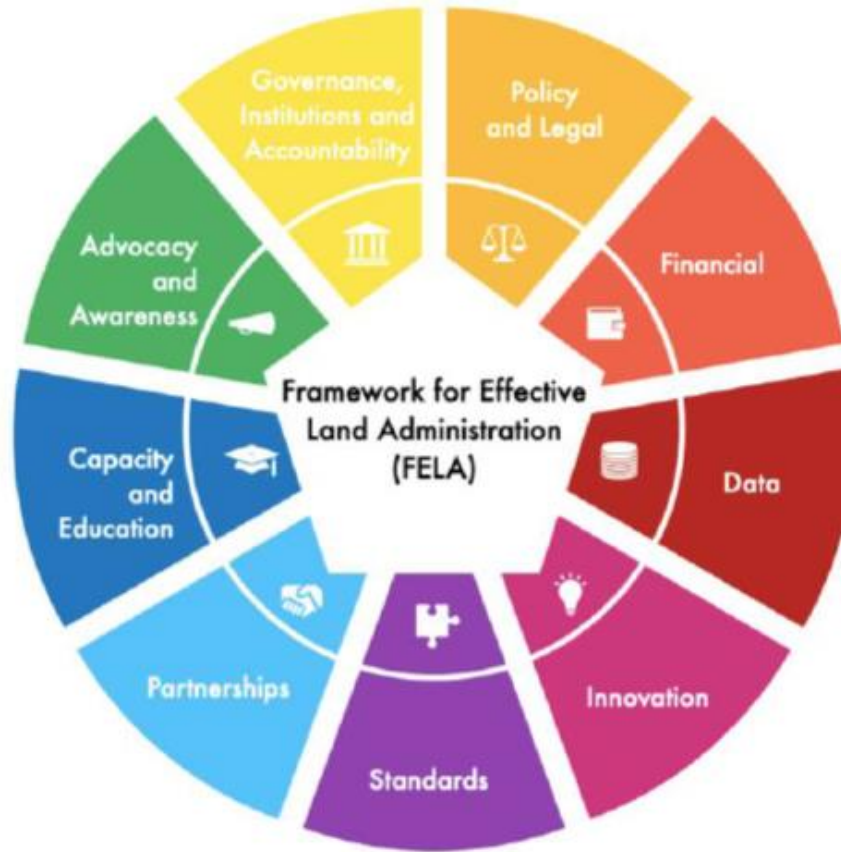 Governance,
Institutions and
Accountability
Policy
and Legal
Financial
Data
Innovation
Standards
Partnerships
Capacity
and
Education
Advocacy
and
Awareness
Framework for Effective
Land Administration
(FELA)